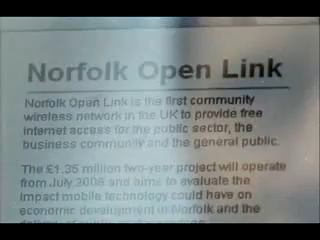 Norfolk Open Link
Norfolk Open Link is the first community
wireless network in the UK to provide free
internet access for the public sector, the
business community and the general public.
The £1.35 million two-year project will operate
from July 2006 and aims to evaluate the
impact mobile technology could have on
economic development in Norfolk and the